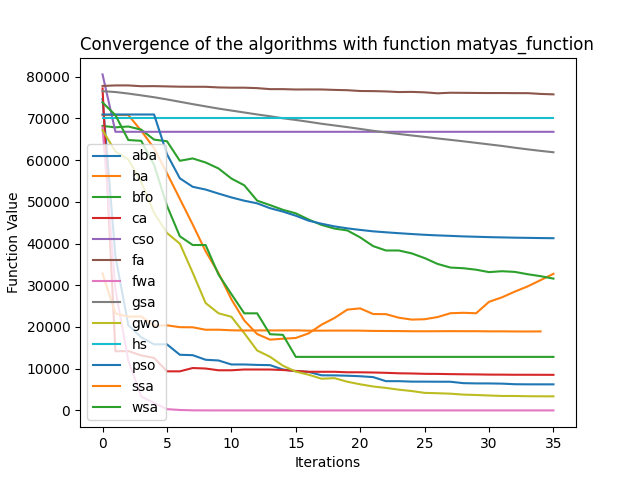 Convergence of the algorithms with function matyas_function
80000
70000
60000
50000
40000
30000
20000
10000
0
Function Value
aba
ba
bfo
ca
cso
fa
fwa
gsa
gwo
hs
pso
ssa
wsa
0 5 10 15 20 25 30 35
Iterations